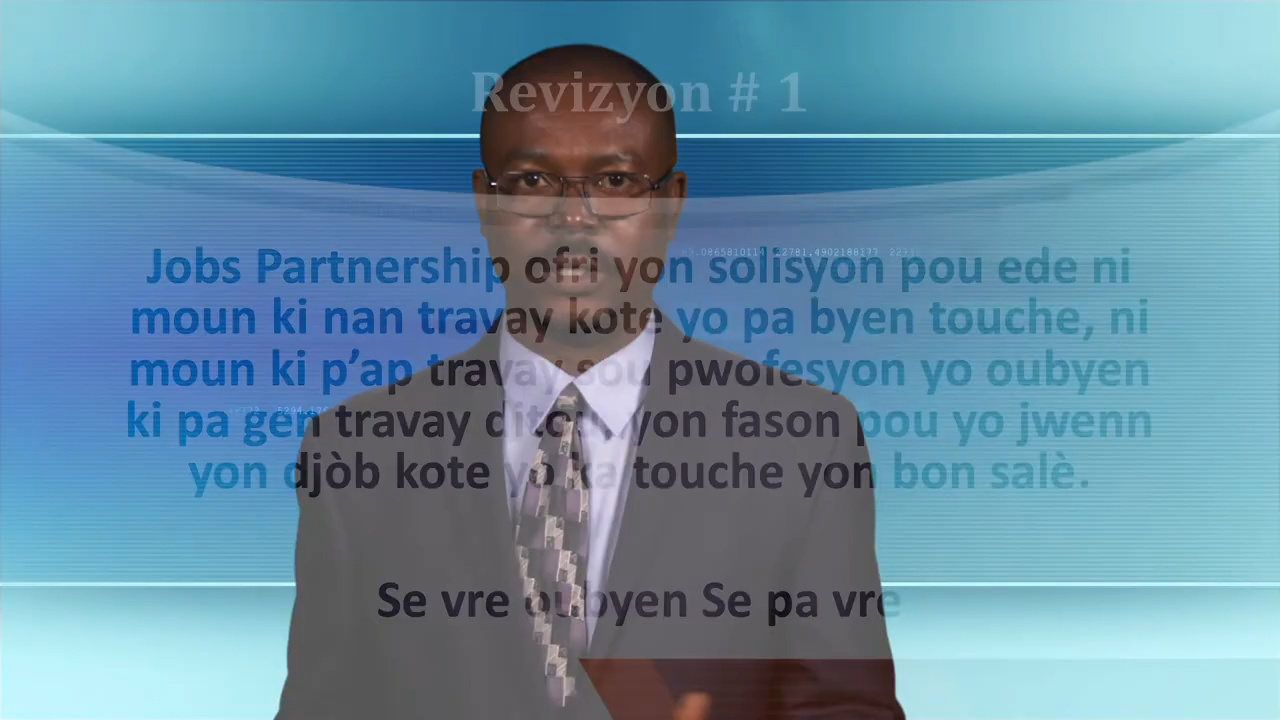 Revizyon # 1
Jobs Partnership ofri yon solisyon pou ede ni
moun ki nan travay kote yo pa byen touche, ni
moun ki p’ap travay sou pwofesyon yo oubyen
ki pa gen travay ditou, yon fason pou yo jwenn
yon djòb kote yo ka touche yon bon salè.
Se vre oubyen Se pa vre